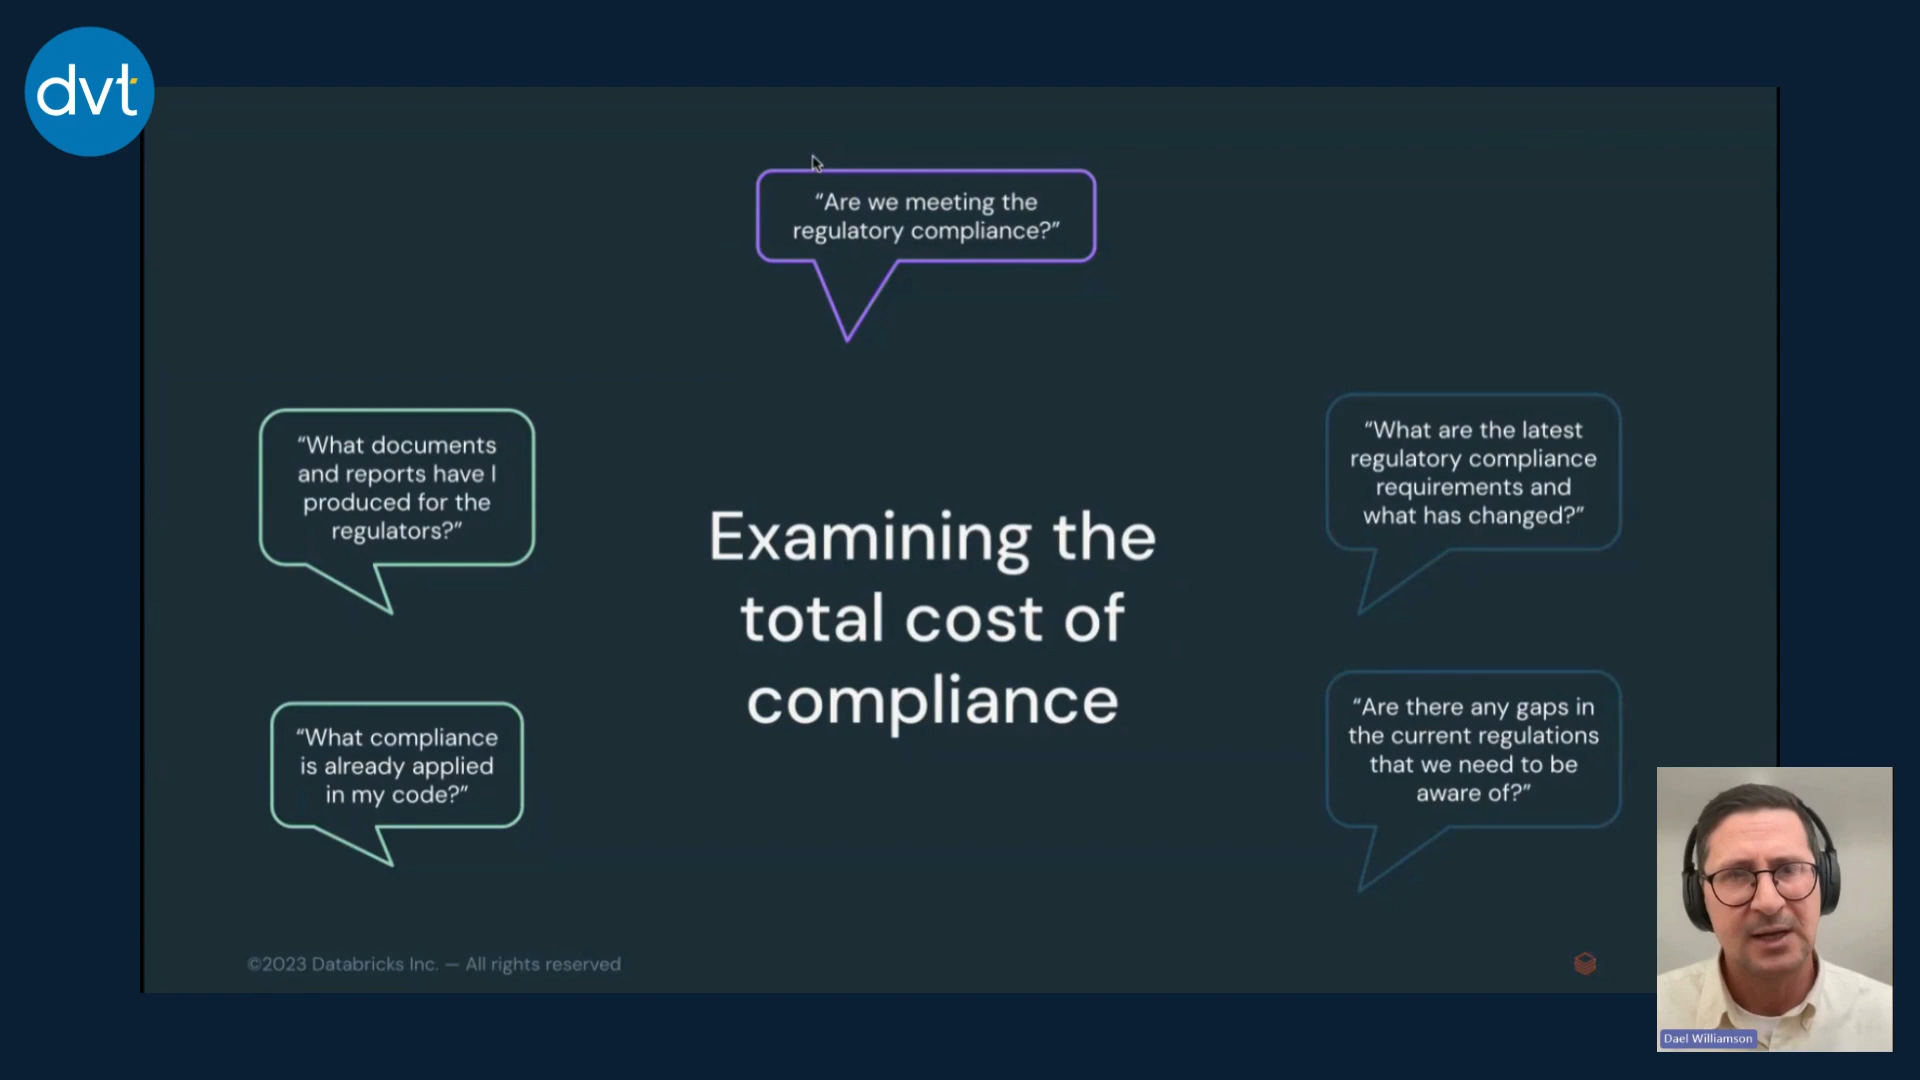 dvt
“Are we meeting the
regulatory compliance?”
“What documents
and reports have I
produced for the
regulators?”
“What are the latest
regulatory compliance
requirements and
what has changed?”
Examining the
total cost of
compliance
“What compliance
is already applied
in my code?”
“Are there any gaps in
the current regulations
that we need to be
aware of?”
©2023 Databricks Inc. — All rights reserved
Dael Williamson